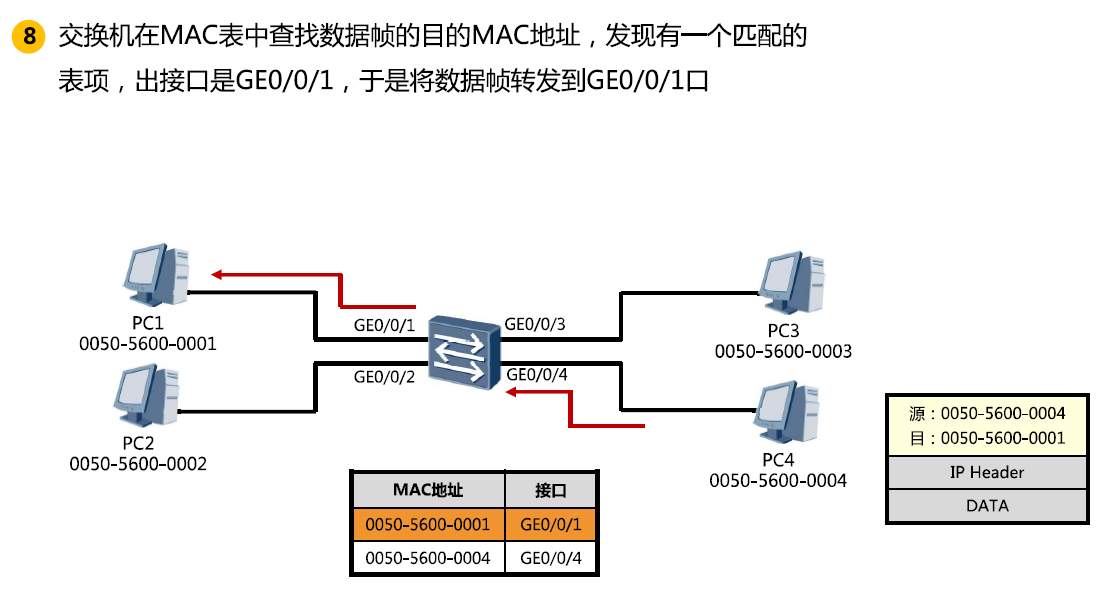 8 交换机在MAC表中查找数据帧的目的MAC地址，发现有一个匹配的
表项，出接口是GE0/0/1，于是将数据帧转发到GE0/0/1口
PC1
0050-5600-0001
PC2
0050-5600-0002
GE0/0/1
GE0/0/2
GE0/0/3
GE0/0/4
PC3
0050-5600-0003
PC4
0050-5600-0004
源：0050-5600-0004
目：0050-5600-0001
IP Header
DATA
MAC地址 接口
0050-5600-0001 GE0/0/1
0050-5600-0004 GE0/0/4